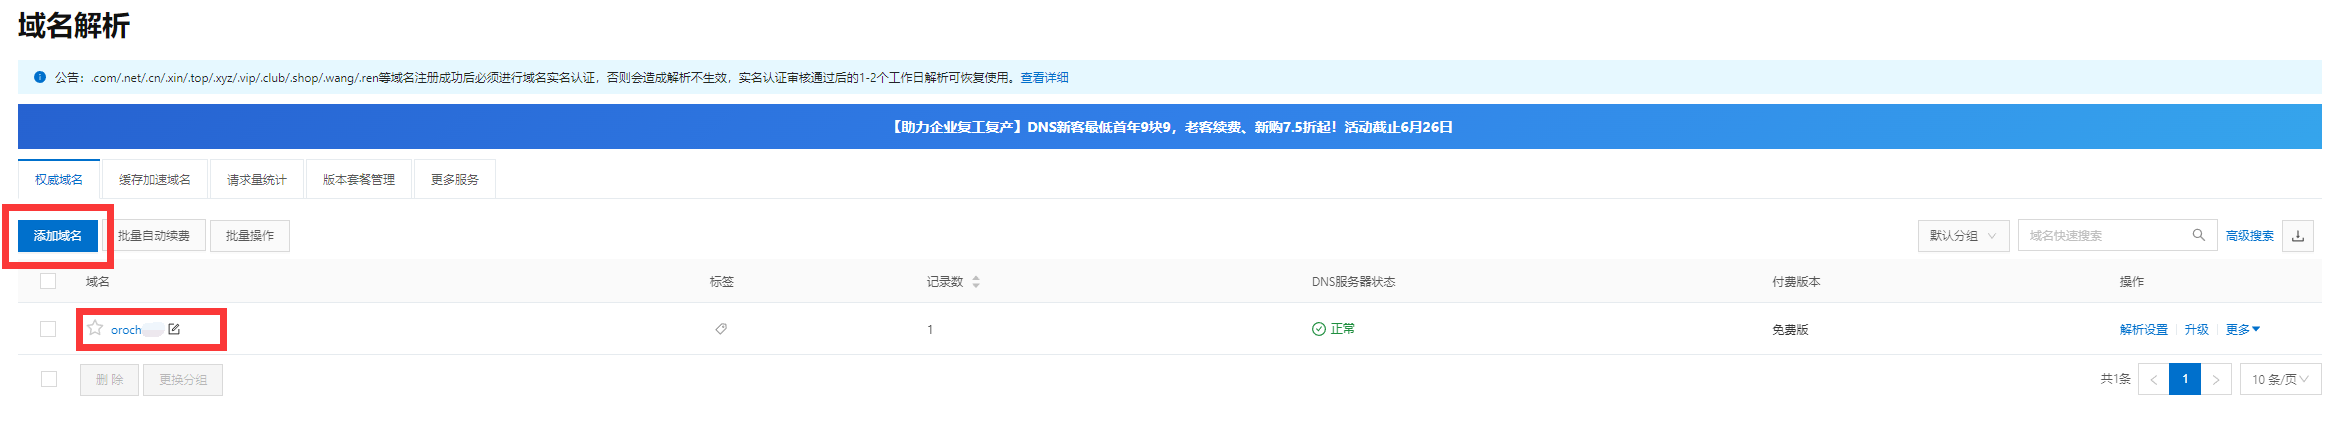 域名解析
公告：.com/.net/.cn/.xin/.top/.xyz/.vip/.club/.shop/.wang/.ren等域名注册成功后必须进行域名实名认证，否则会造成解析不生效，实名认证审核通过后的1-2个工作日解析可恢复使用。查看详细
【助力企业复工复产】DNS新客最低首年9块9，老客续费、新购7.5折起！活动截止6月26日
权威域名 缓存加速域名 请求量统计 版本套餐管理 更多服务
添加域名 批量自动续费 批量操作 默认分组 域名快速搜索 高级搜索
域名 标签 记录数 DNS服务器状态 付费版本 操作
oroch 1 正常 免费版 解析设置 升级 更多
删 除 更换分组 共1条 1 10 条/页